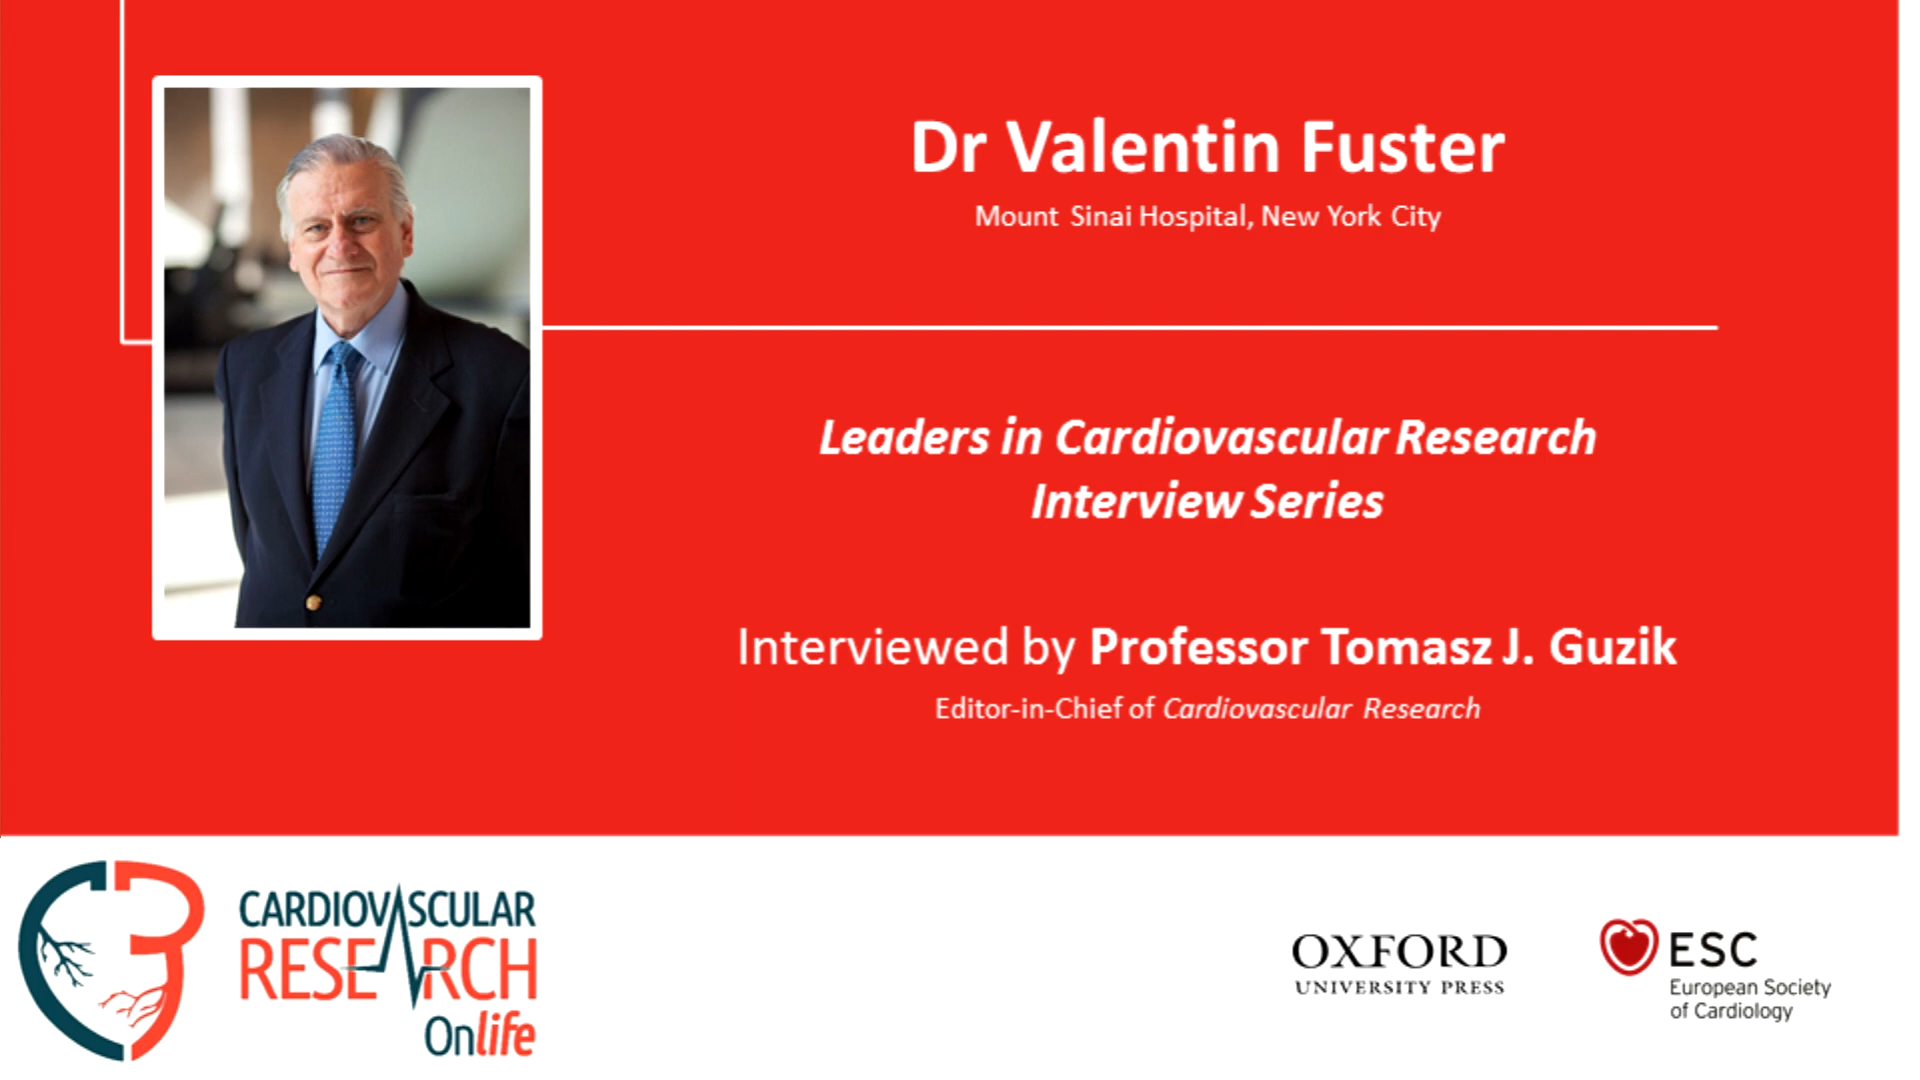 Dr Valentin Fuster
Mount Sinai Hospital, New York City
Leaders in Cardiovascular Research
Interview Series
Interviewed by Professor Tomasz J. Guzik
Editor-in-Chief of Cardiovascular Research
CARDIOVASCULAR
RESEARCH
Onlife
OXFORD
UNIVERSITY PRESS
ESC
European Society
of Cardiology